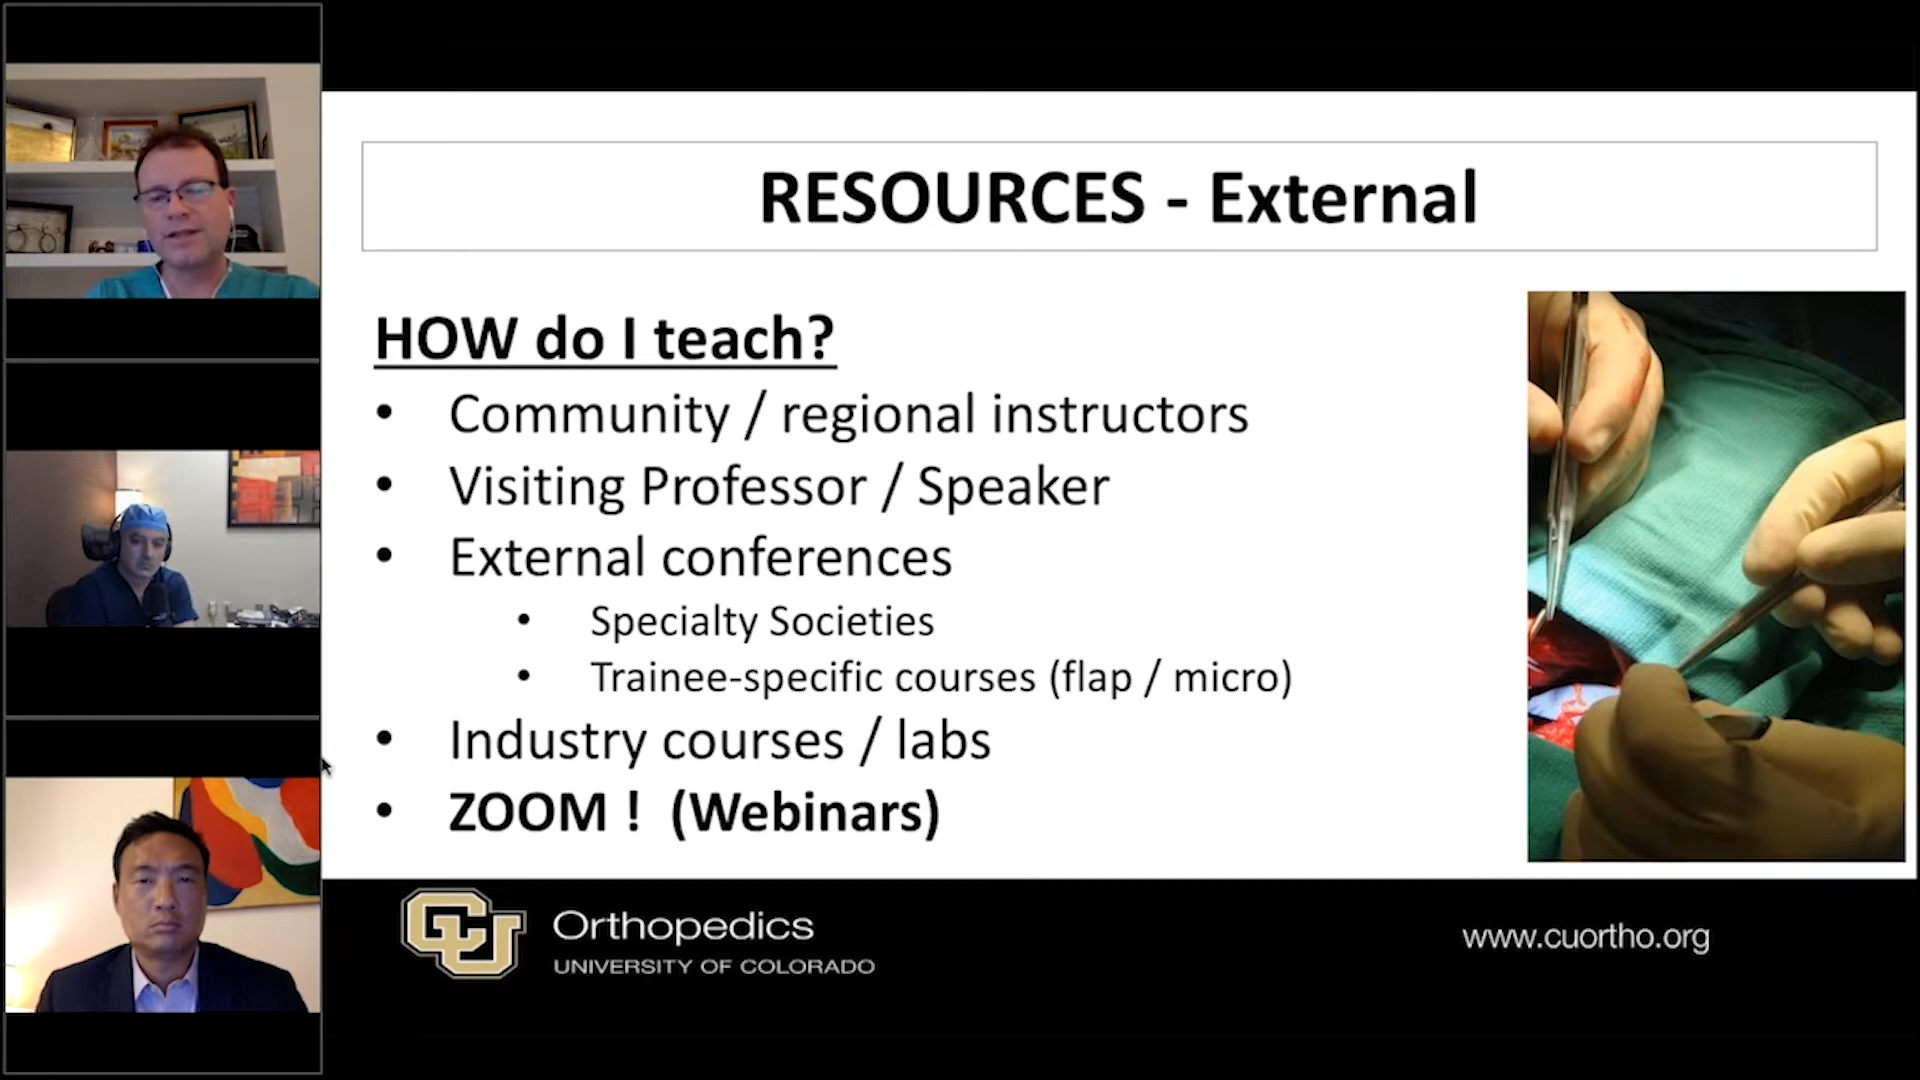 RESOURCES - External
HOW do I teach?
• Community / regional instructors
• Visiting Professor / Speaker
• External conferences
• Specialty Societies
• Trainee-specific courses (flap / micro)
• Industry courses / labs
• ZOOM ! (Webinars)
CU
Orthopedics
UNIVERSITY OF COLORADO
www.cuortho.org